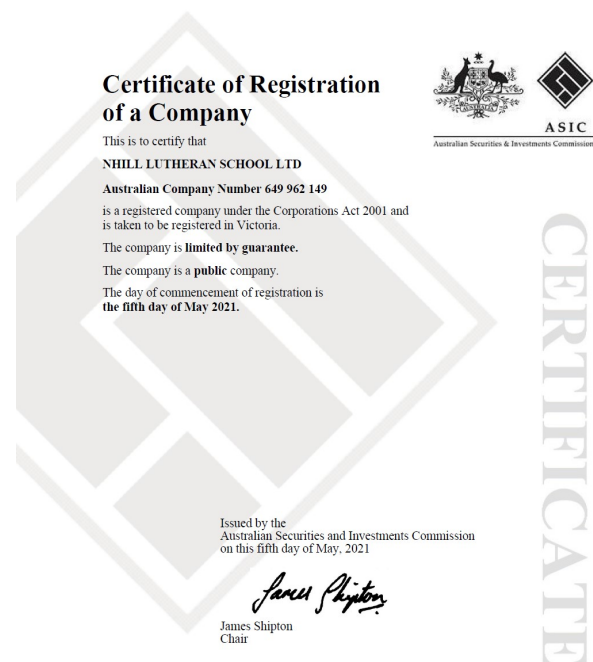 Certificate of Registration
of a Company
This is to certify that
NHILL LUTHERAN SCHOOL LTD
Australian Company Number 649 962 149
is a registered company under the Corporations Act 2001 and
is taken to be registered in Victoria.
The company is limited by guarantee.
The company is a public company.
The day of commencement of registration is
the fifth day of May 2021.
AUSTRALIA
ASIC
Australian Securities & Investments Commission
CERTIFICATE
Issued by the
Australian Securities and Investments Commission
on this fifth day of May, 2021
James Shipton
James Shipton
Chair